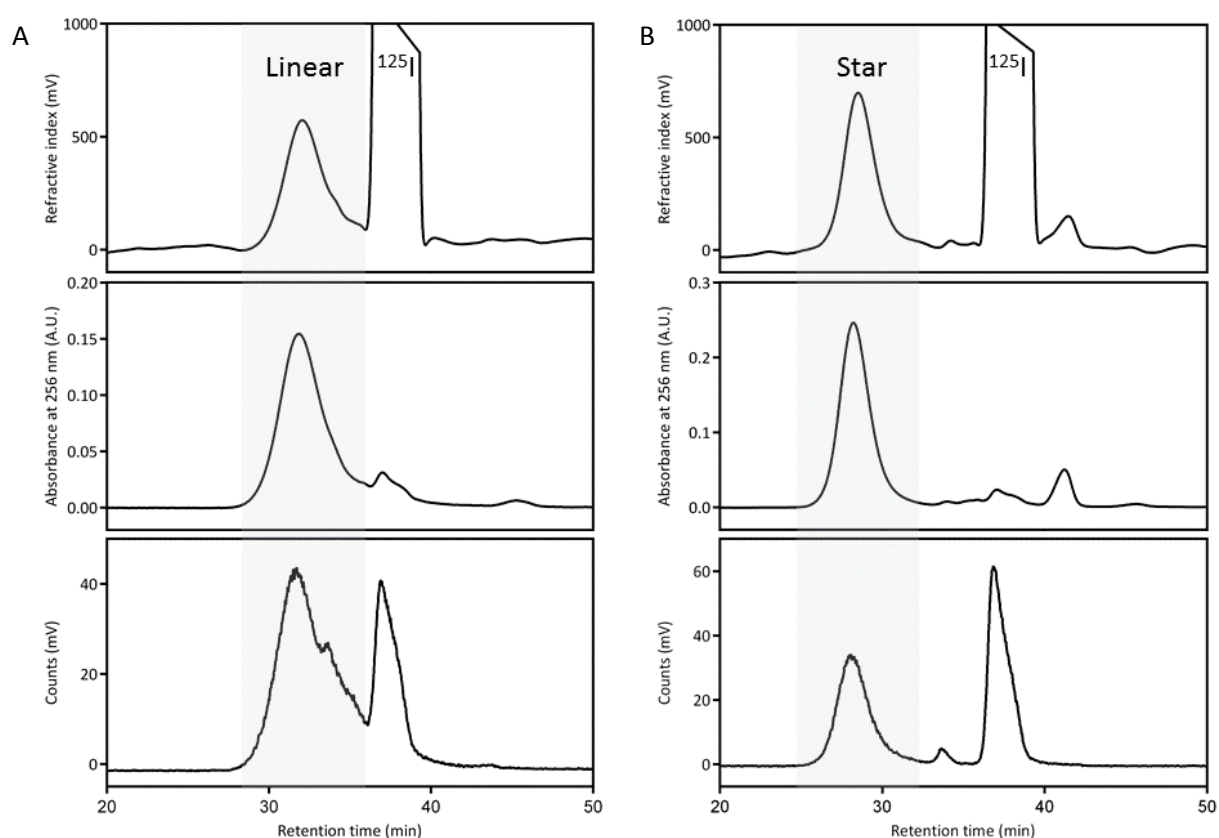 A
B
Refractive index (mV)
1000
500
0
Linear
¹²⁵I
Refractive index (mV)
1000
500
0
Star
¹²⁵I
Absorbance at 256 nm (A.U.)
0.20
0.15
0.10
0.05
0.00
Absorbance at 256 nm (A.U.)
0.3
0.2
0.1
0.0
Counts (mV)
40
20
0
20 30 40 50
Retention time (min)
Counts (mV)
60
40
20
0
20 30 40 50
Retention time (min)